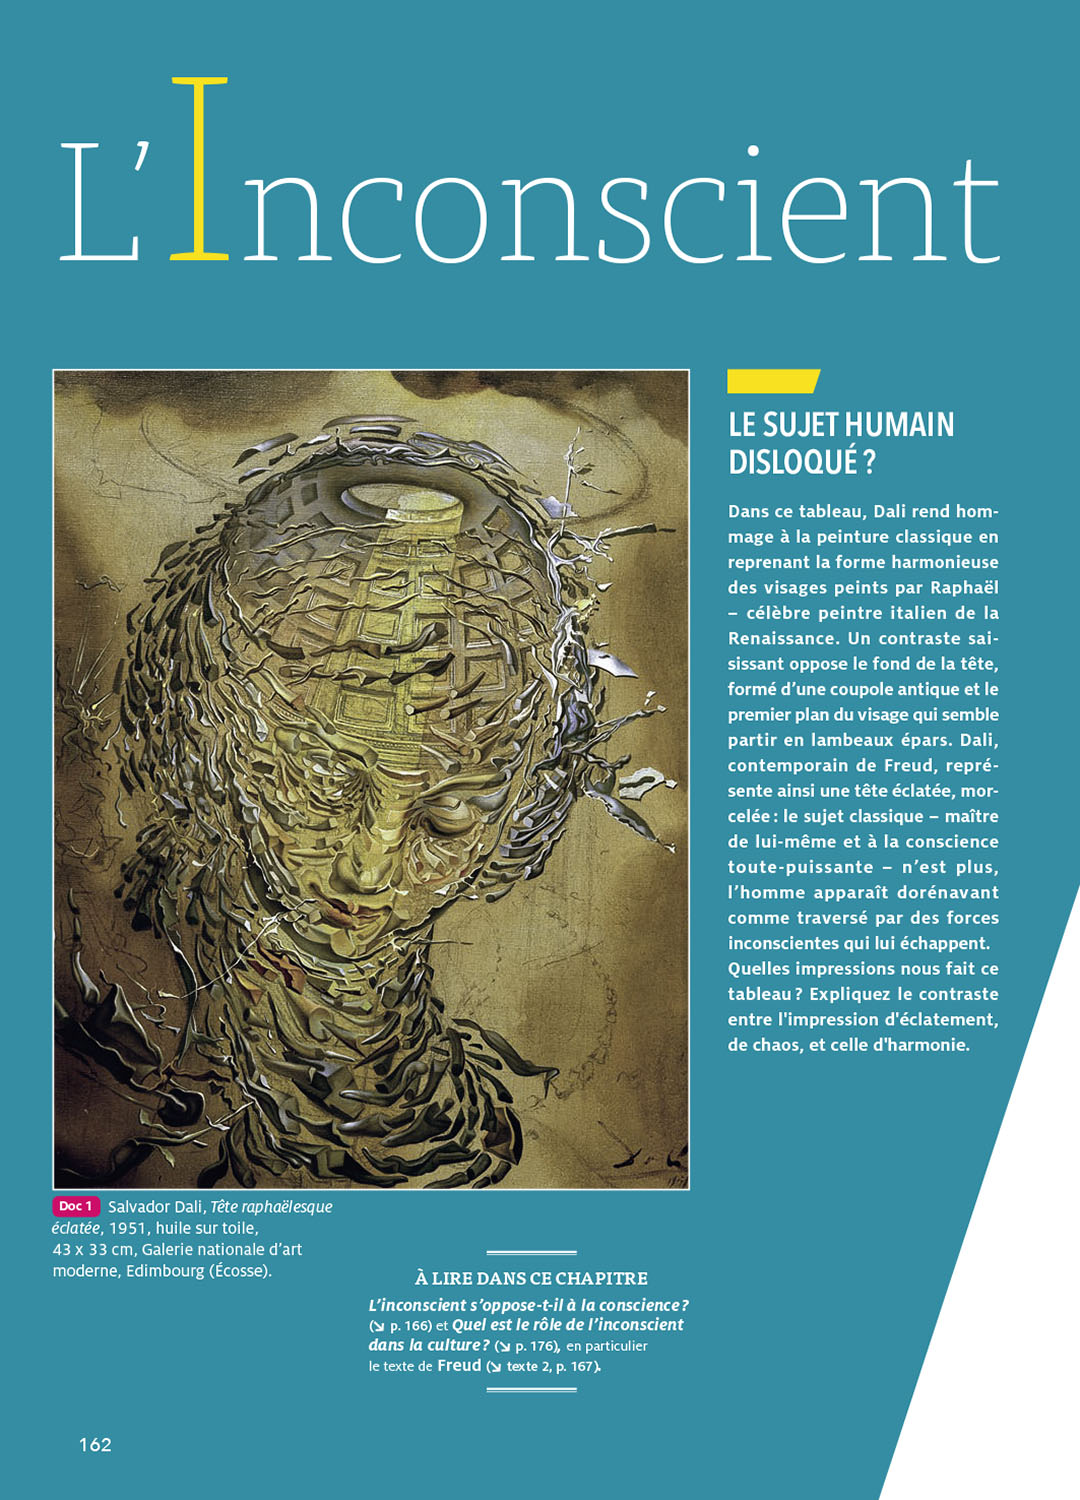 L'Inconscient
LE SUJET HUMAIN
DISLOQUÉ ?
Dans ce tableau, Dali rend hom-
mage à la peinture classique en
reprenant la forme harmonieuse
des visages peints par Raphaël
– célèbre peintre italien de la
Renaissance. Un contraste sai-
sissant oppose le fond de la tête,
formé d'une coupole antique et le
premier plan du visage qui semble
partir en lambeaux épars. Dali,
contemporain de Freud, repré-
sente ainsi une tête éclatée, mor-
celée : le sujet classique – maître
de lui-même et à la conscience
toute-puissante – n'est plus,
l'homme apparaît dorénavant
comme traversé par des forces
inconscientes qui lui échappent.
Quelles impressions nous fait ce
tableau ? Expliquez le contraste
entre l'impression d'éclatement,
de chaos, et celle d'harmonie.
Doc 1 Salvador Dali, Tête raphaëlesque
éclatée, 1951, huile sur toile,
43 x 33 cm, Galerie nationale d'art
moderne, Edimbourg (Écosse).
À LIRE DANS CE CHAPITRE
L'inconscient s'oppose-t-il à la conscience ?
(↘ p. 166) et Quel est le rôle de l'inconscient
dans la culture ? (↘ p. 176), en particulier
le texte de Freud (↘ texte 2, p. 167).
162